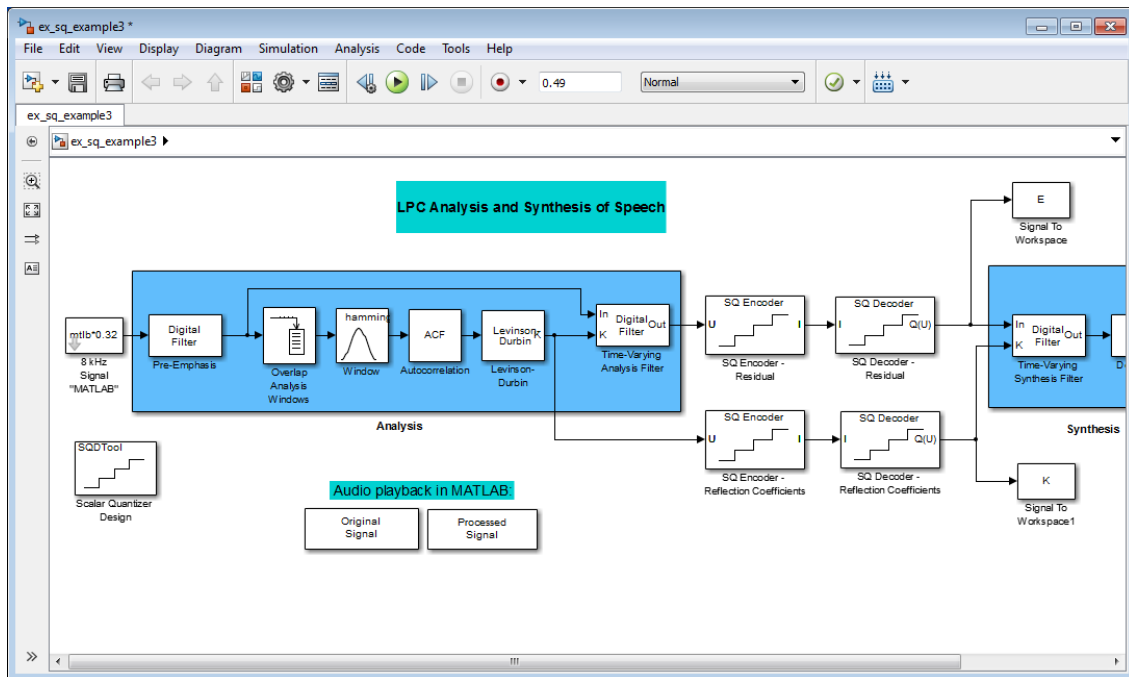 ex_sq_example3 *
File Edit View Display Diagram Simulation Analysis Code Tools Help
0.49
Normal
ex_sq_example3
ex_sq_example3
LPC Analysis and Synthesis of Speech
E
Signal To
Workspace
mtlb*0.32
8 kHz
Signal
"MATLAB"
Digital
Filter
Pre-Emphasis
Overlap
Analysis
Windows
hamming
Window
ACF
Autocorrelation
Levinson-
Durbin
K
Levinson-
Durbin
In
K
Digital
Filter
Out
Time-Varying
Analysis Filter
Analysis
SQ Encoder
U
I
SQ Encoder -
Residual
SQ Decoder
I
Q(U)
SQ Decoder -
Residual
In
K
Digital
Filter
Out
Time-Varying
Synthesis Filter
Synthesis
SQ Encoder
U
I
SQ Encoder -
Reflection Coefficients
SQ Decoder
I
Q(U)
SQ Decoder -
Reflection Coefficients
K
Signal To
Workspace1
SQDTool
Scalar Quantizer
Design
Audio playback in MATLAB:
Original
Signal
Processed
Signal